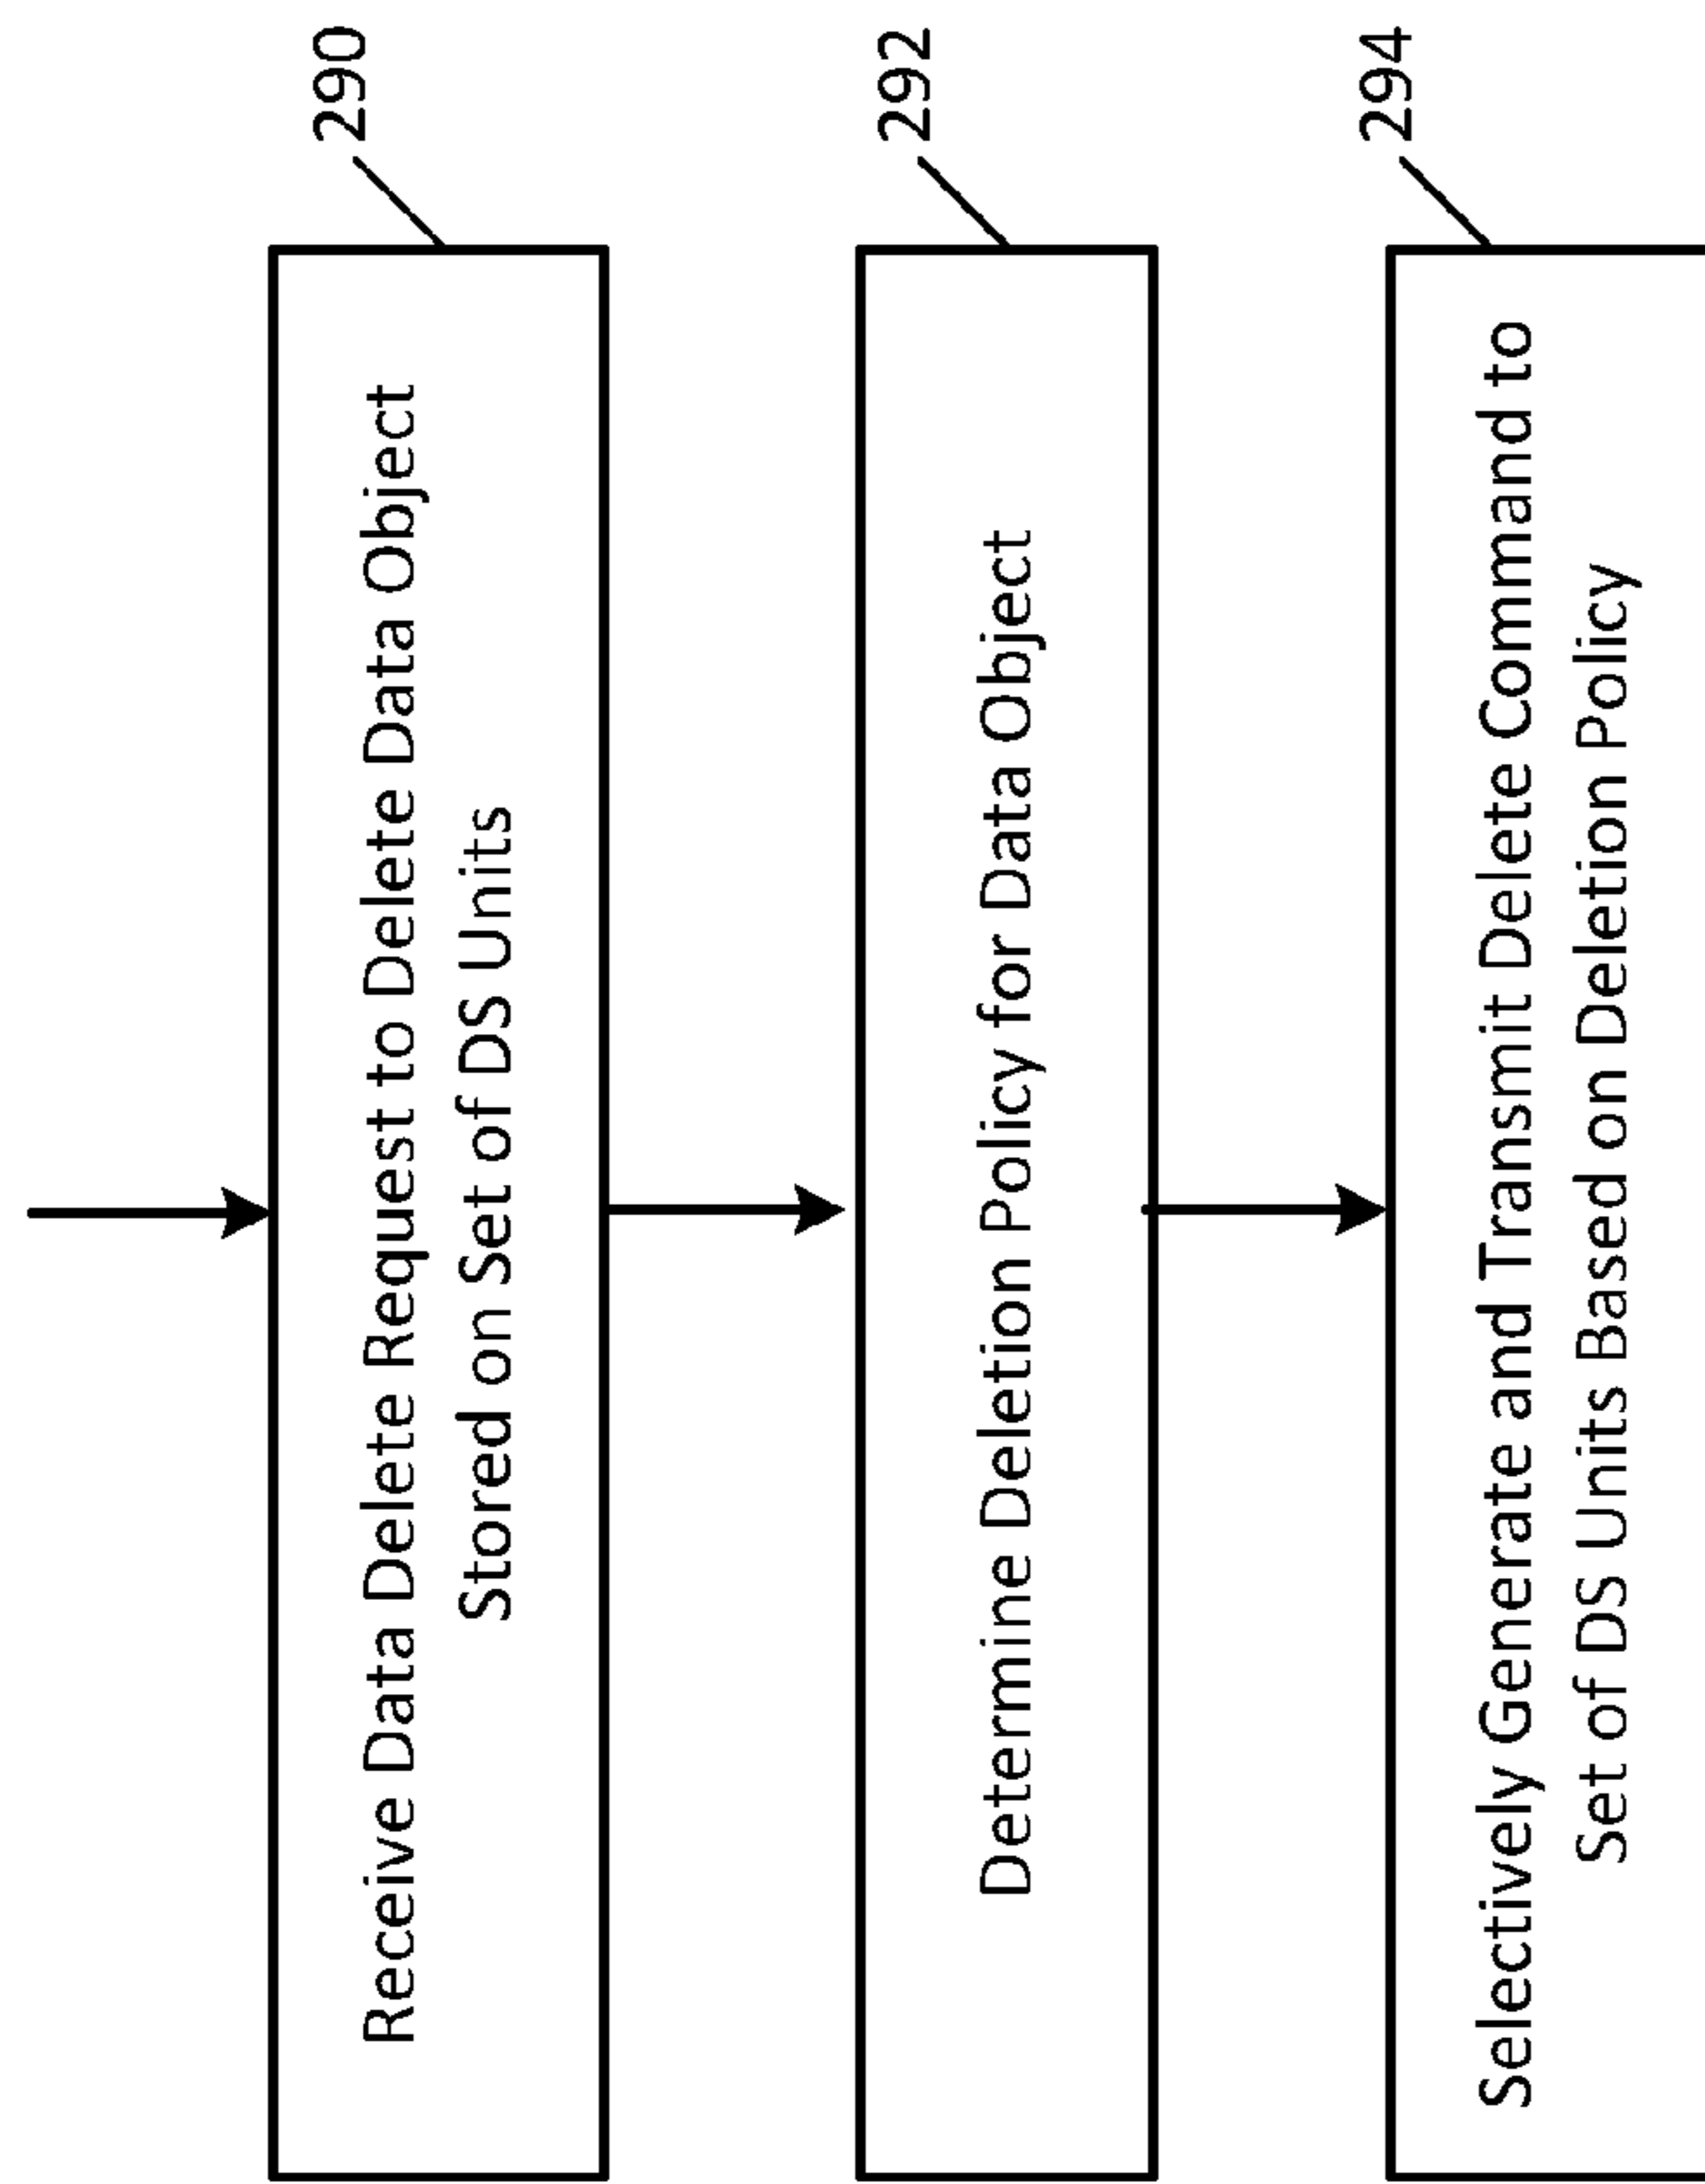 290
Receive Data Delete Request to Delete Data Object
Stored on Set of DS Units
292
Determine Deletion Policy for Data Object
294
Selectively Generate and Transmit Delete Command to
Set of DS Units Based on Deletion Policy